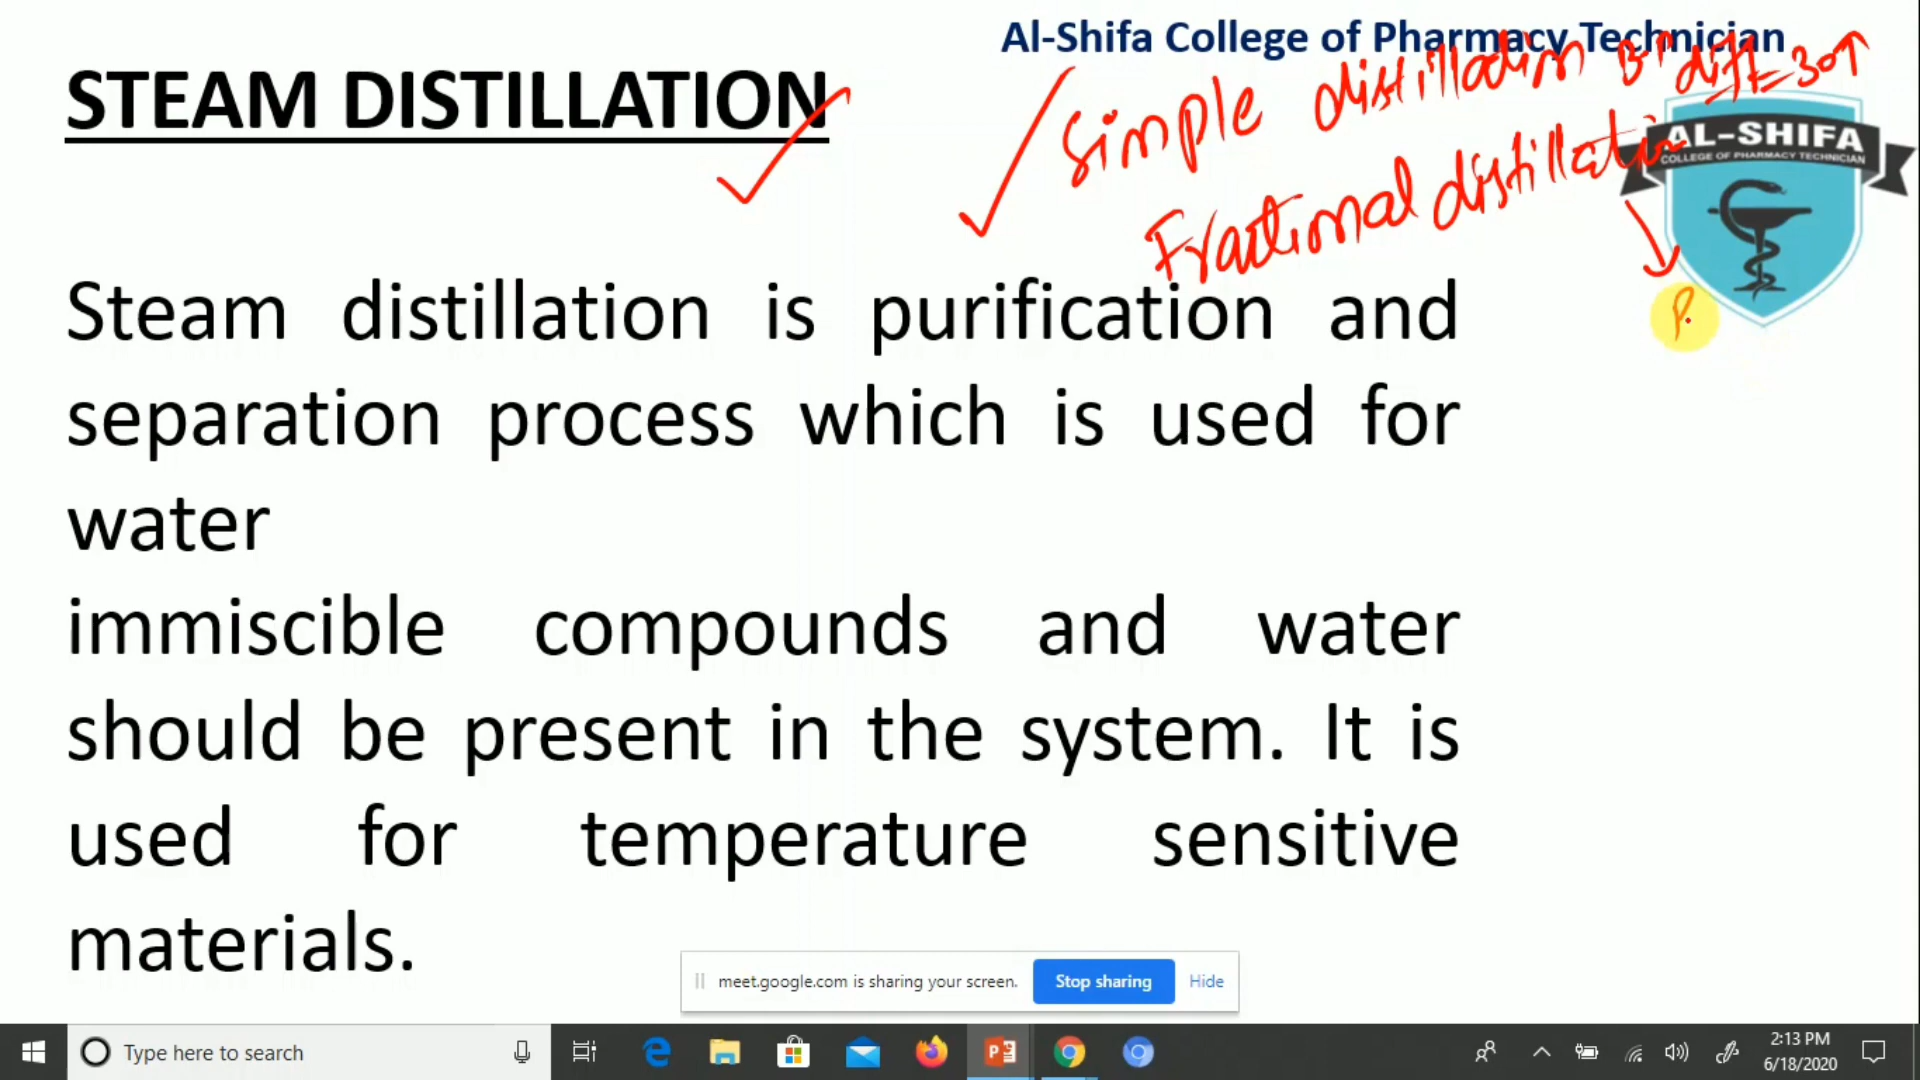 Al-Shifa College of Pharmacy Technician
STEAM DISTILLATION
Simple distillation B.P diff = 30↑
Fractional distillation
AL-SHIFA
COLLEGE OF PHARMACY TECHNICIAN
P
Steam distillation is purification and
separation process which is used for
water
immiscible compounds and water
should be present in the system. It is
used for temperature sensitive
materials.
meet.google.com is sharing your screen. Stop sharing Hide
Type here to search
2:13 PM
6/18/2020